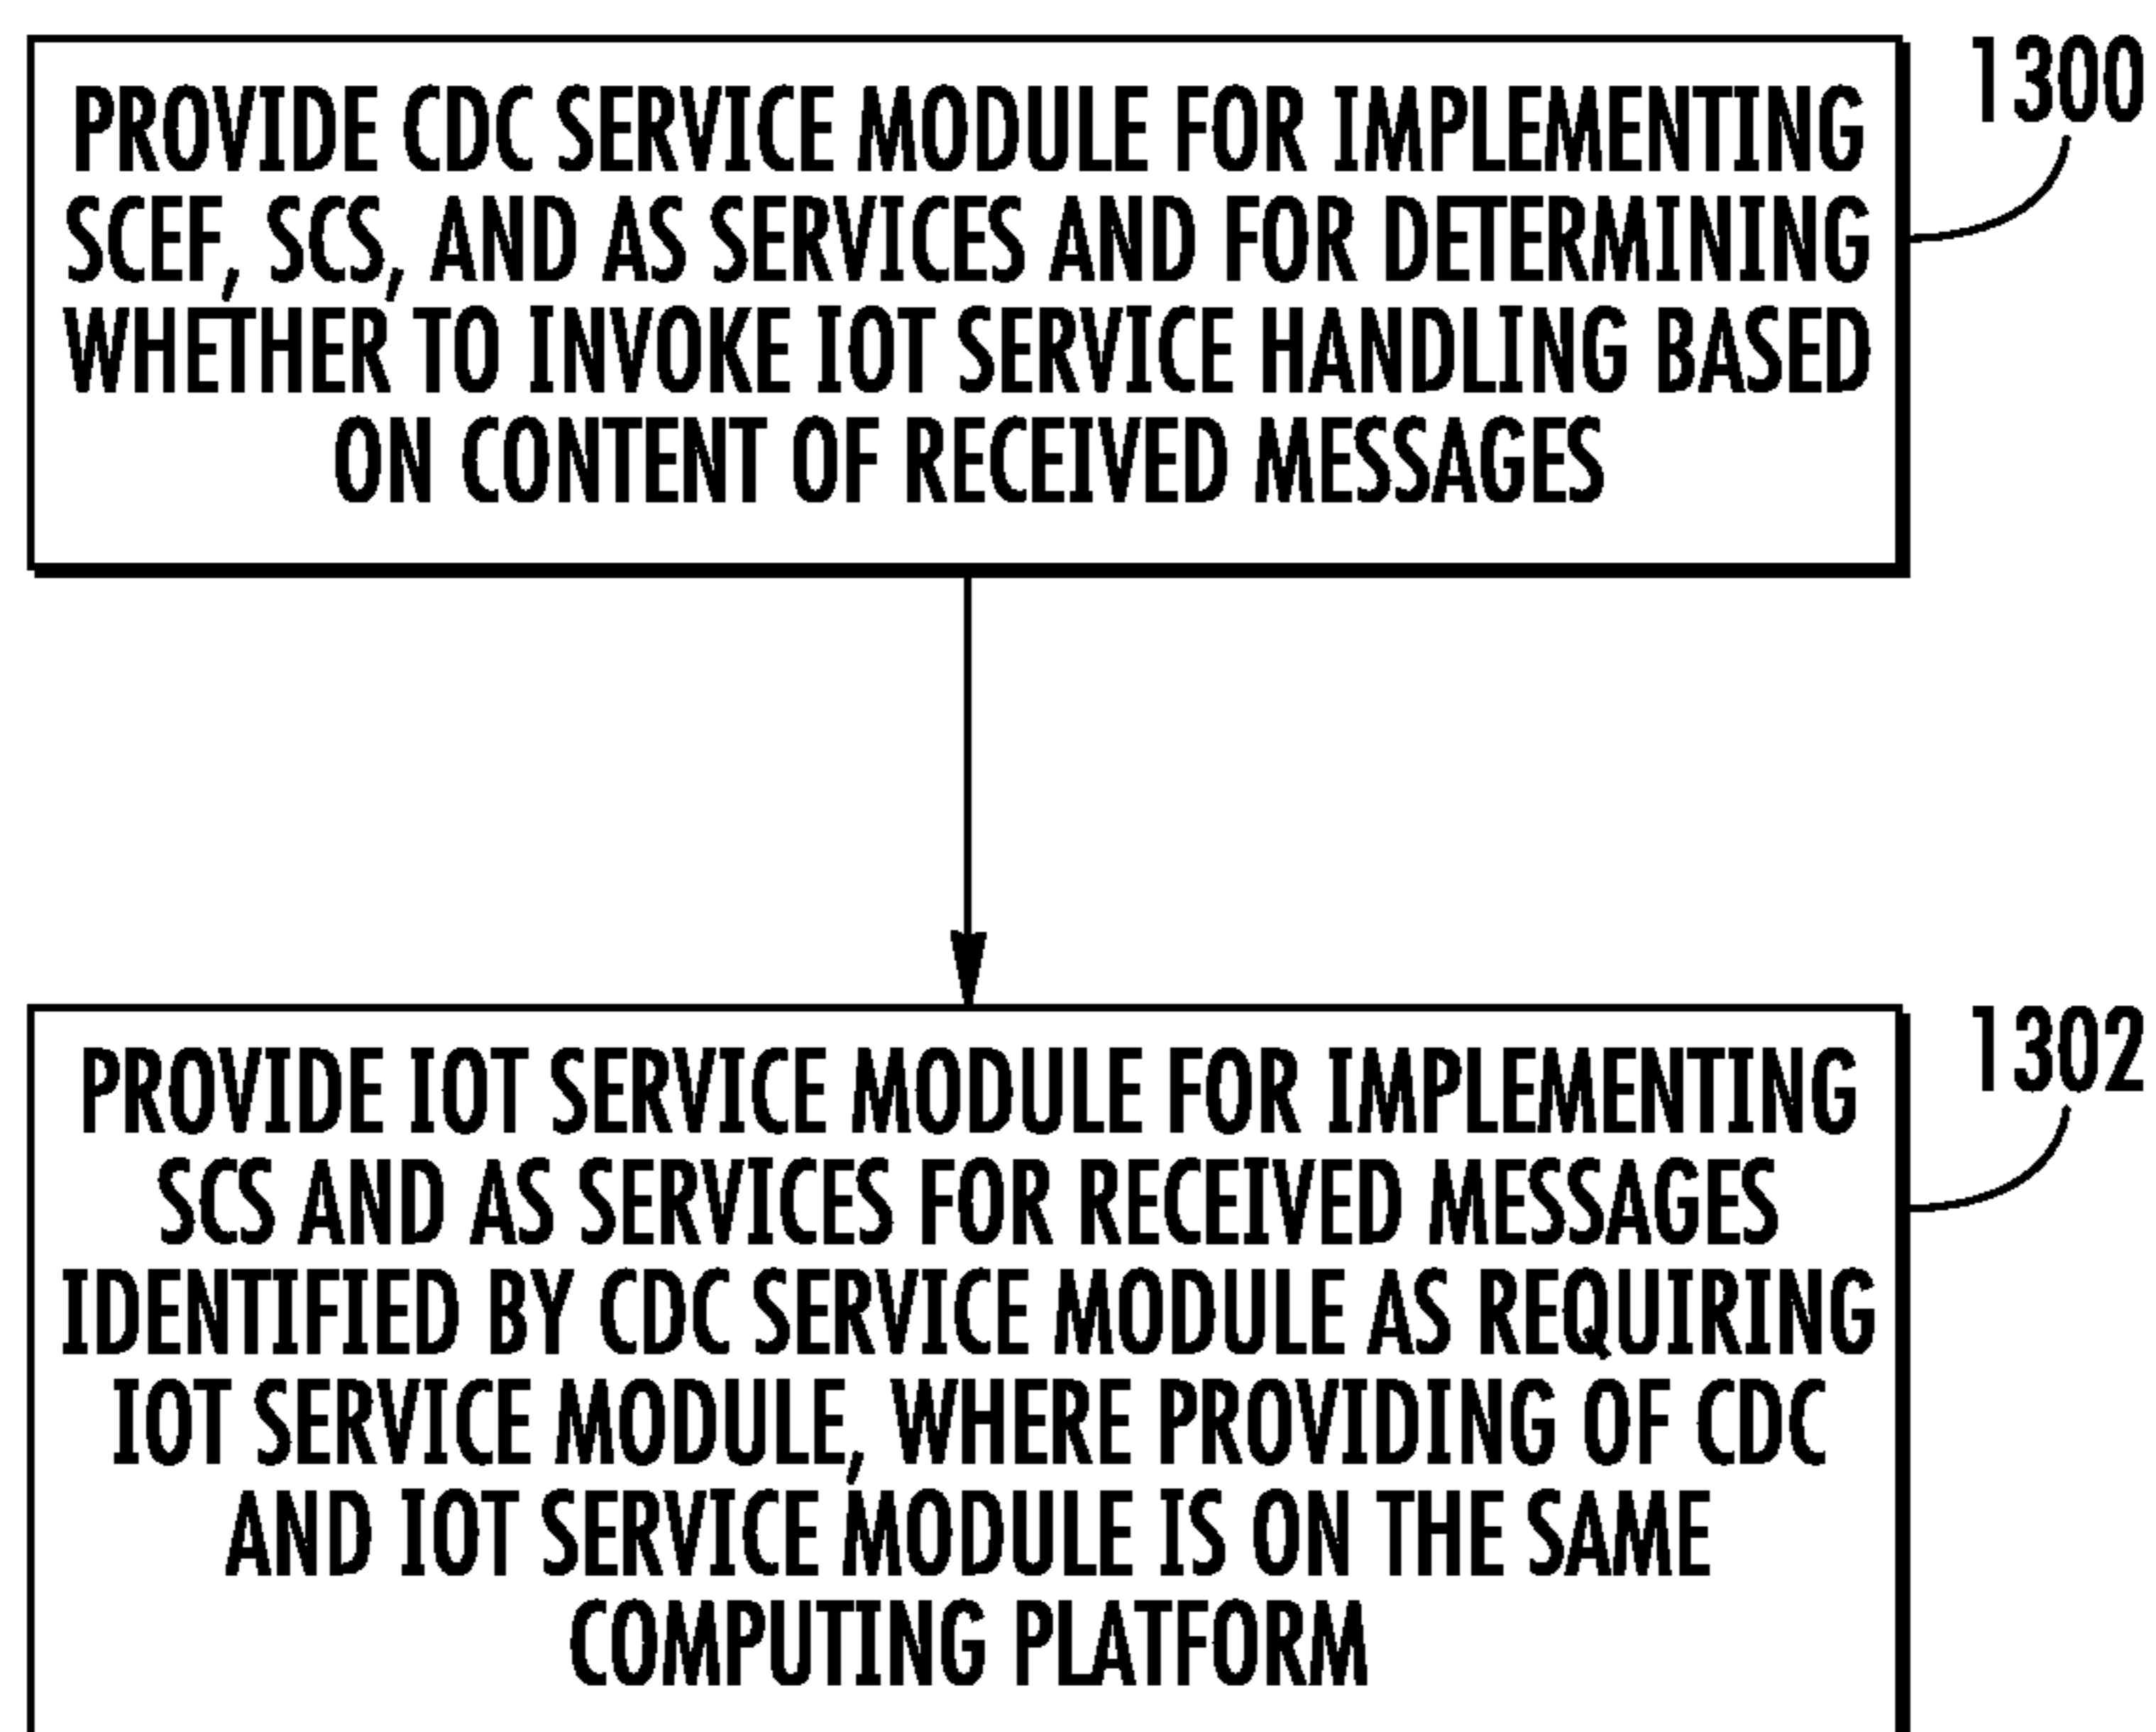 PROVIDE CDC SERVICE MODULE FOR IMPLEMENTING
SCEF, SCS, AND AS SERVICES AND FOR DETERMINING
WHETHER TO INVOKE IOT SERVICE HANDLING BASED
ON CONTENT OF RECEIVED MESSAGES
1300
PROVIDE IOT SERVICE MODULE FOR IMPLEMENTING
SCS AND AS SERVICES FOR RECEIVED MESSAGES
IDENTIFIED BY CDC SERVICE MODULE AS REQUIRING
IOT SERVICE MODULE, WHERE PROVIDING OF CDC
AND IOT SERVICE MODULE IS ON THE SAME
COMPUTING PLATFORM
1302